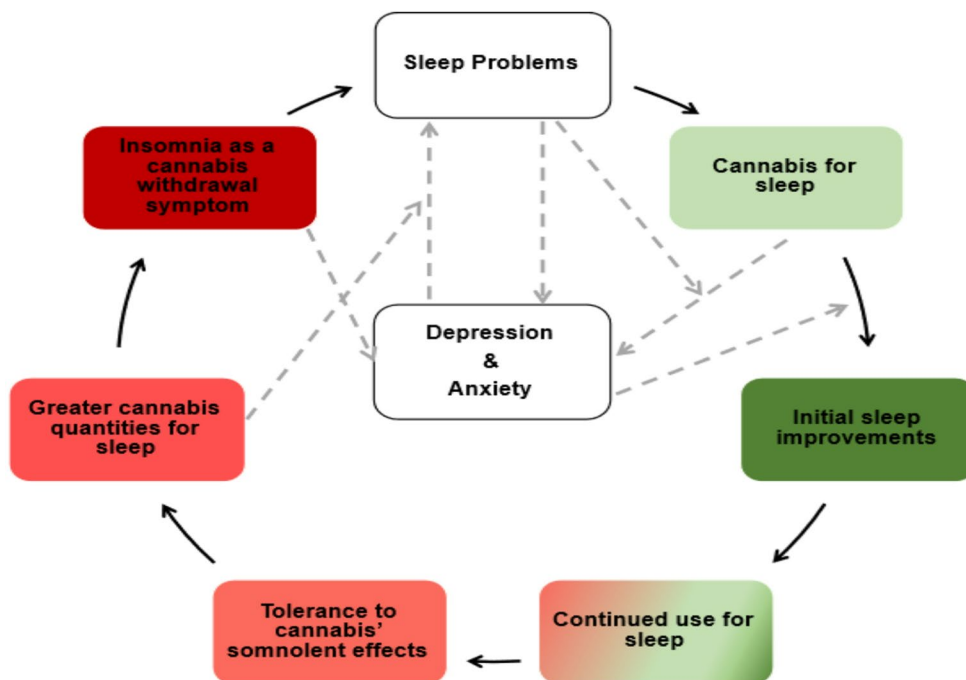 Sleep Problems
Cannabis for
sleep
Initial sleep
improvements
Continued use for
sleep
Tolerance to
cannabis’
somnolent effects
Greater cannabis
quantities for
sleep
Insomnia as a
cannabis
withdrawal
symptom
Depression
&
Anxiety